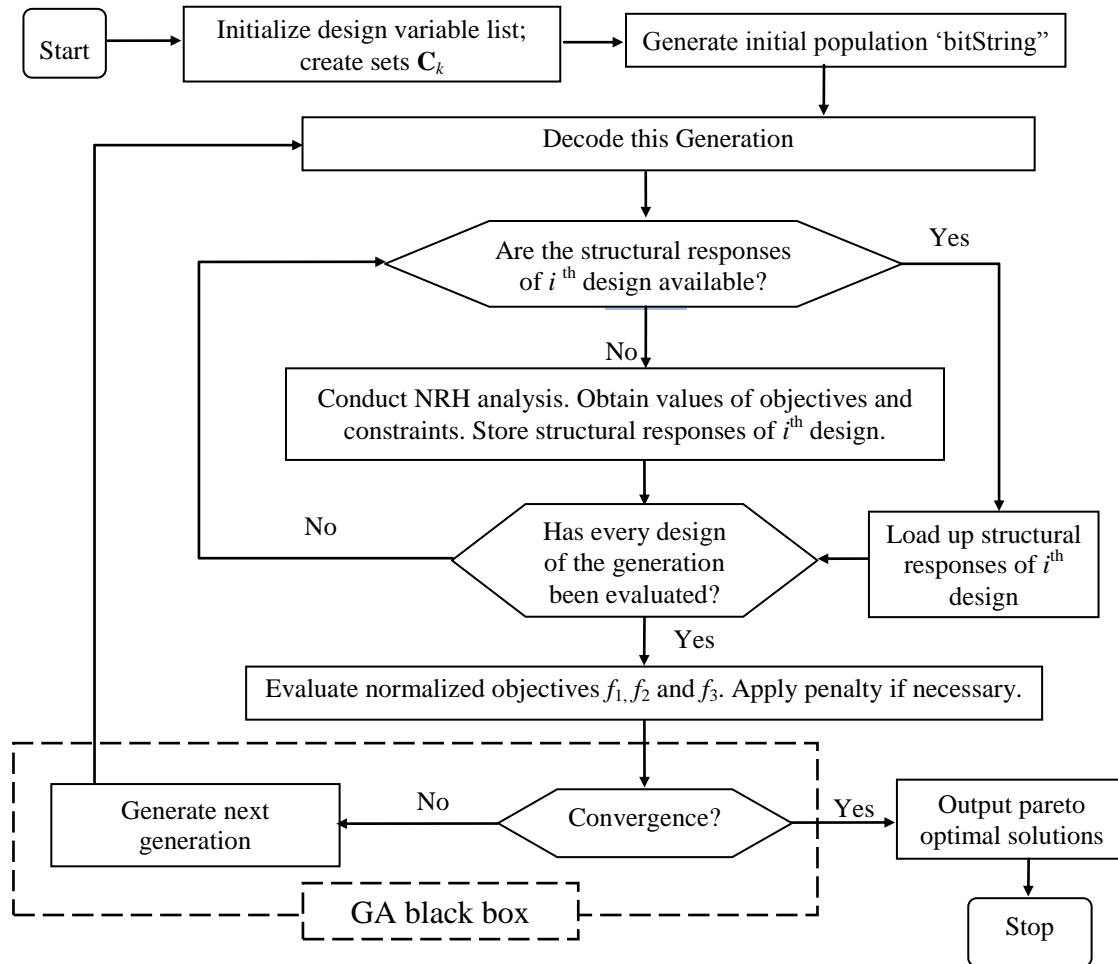 Start
Initialize design variable list;
create sets Cₖ
Generate initial population ‘bitString”
Decode this Generation
Are the structural responses
of i ᵗʰ design available?
Yes
No
Conduct NRH analysis. Obtain values of objectives and
constraints. Store structural responses of iᵗʰ design.
No
Has every design
of the generation
been evaluated?
Load up structural
responses of iᵗʰ
design
Yes
Evaluate normalized objectives f₁, f₂ and f₃. Apply penalty if necessary.
Generate next
generation
No
Convergence?
Yes
Output pareto
optimal solutions
GA black box
Stop